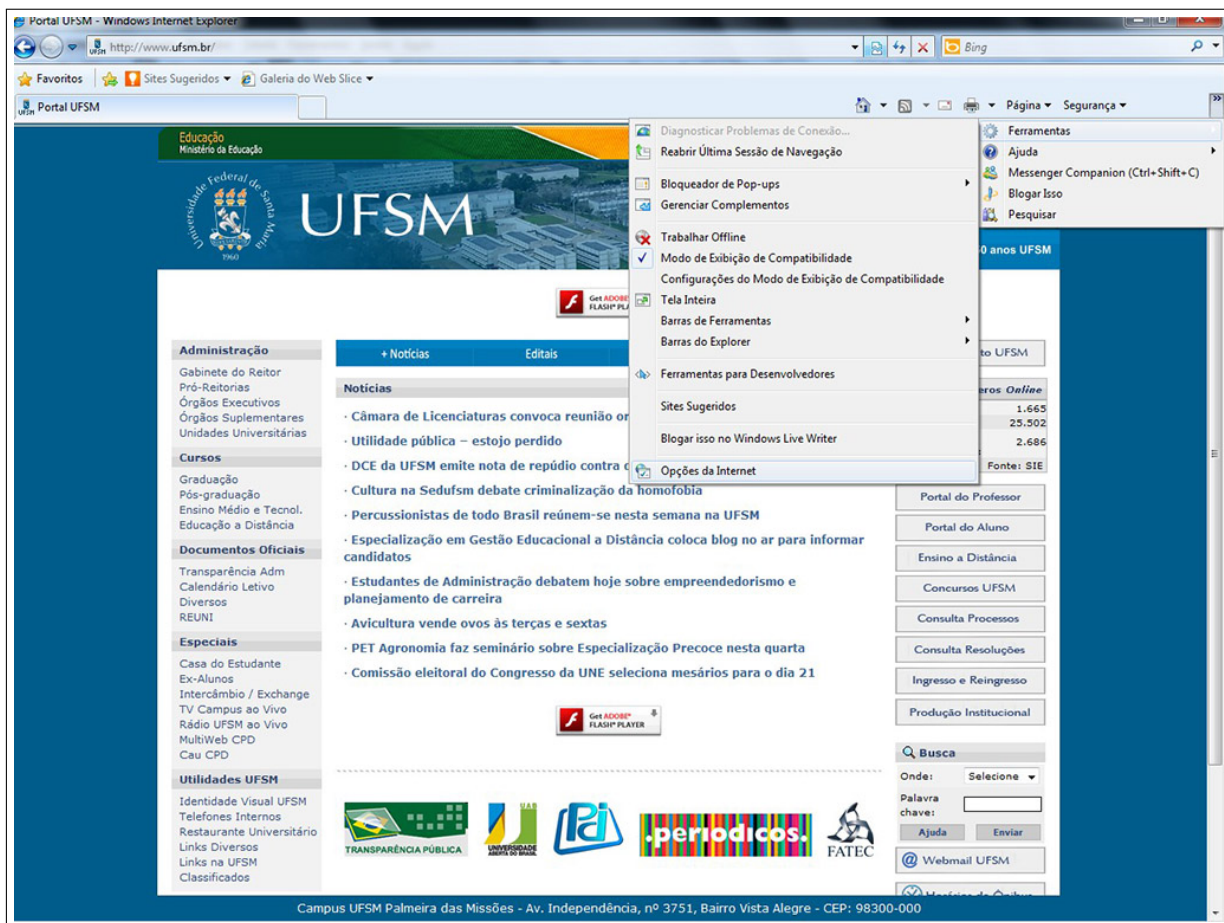 Portal UFSM - Windows Internet Explorer
http://www.ufsm.br/
Bing
Favoritos
Sites Sugeridos
Galeria do Web Slice
Portal UFSM
Página
Segurança
Ferramentas
Ajuda
Messenger Companion (Ctrl+Shift+C)
Blogar Isso
Pesquisar
Diagnosticar Problemas de Conexão...
Reabrir Última Sessão de Navegação
Bloqueador de Pop-ups
Gerenciar Complementos
Trabalhar Offline
Modo de Exibição de Compatibilidade
Configurações do Modo de Exibição de Compatibilidade
Tela Inteira
Barras de Ferramentas
Barras do Explorer
Ferramentas para Desenvolvedores
Sites Sugeridos
Blogar isso no Windows Live Writer
Opções da Internet
Educação
Ministério da Educação
Universidade Federal de Santa Maria
1960
UFSM
0 anos UFSM
Get ADOBE
FLASH PLA
Administração
Gabinete do Reitor
Pró-Reitorias
Órgãos Executivos
Órgãos Suplementares
Unidades Universitárias
Cursos
Graduação
Pós-graduação
Ensino Médio e Tecnol.
Educação a Distância
Documentos Oficiais
Transparência Adm
Calendário Letivo
Diversos
REUNI
Especiais
Casa do Estudante
Ex-Alunos
Intercâmbio / Exchange
TV Campus ao Vivo
Rádio UFSM ao Vivo
MultiWeb CPD
Cau CPD
Utilidades UFSM
Identidade Visual UFSM
Telefones Internos
Restaurante Universitário
Links Diversos
Links na UFSM
Classificados
+ Notícias
Editais
Notícias
· Câmara de Licenciaturas convoca reunião or
· Utilidade pública – estojo perdido
· DCE da UFSM emite nota de repúdio contra
· Cultura na Sedufsm debate criminalização da homofobia
· Percussionistas de todo Brasil reúnem-se nesta semana na UFSM
· Especialização em Gestão Educacional a Distância coloca blog no ar para informar
candidatos
· Estudantes de Administração debatem hoje sobre empreendedorismo e
planejamento de carreira
· Avicultura vende ovos às terças e sextas
· PET Agronomia faz seminário sobre Especialização Precoce nesta quarta
· Comissão eleitoral do Congresso da UNE seleciona mesários para o dia 21
Get ADOBE®
FLASH® PLAYER
TRANSPARÊNCIA PÚBLICA
UAB
UNIVERSIDADE
ABERTA DO BRASIL
.periodicos.
FATEC
to UFSM
eros Online
1.665
25.502
2.686
Fonte: SIE
Portal do Professor
Portal do Aluno
Ensino a Distância
Concursos UFSM
Consulta Processos
Consulta Resoluções
Ingresso e Reingresso
Produção Institucional
Busca
Onde:
Selecione
Palavra
chave:
Ajuda
Enviar
Webmail UFSM
Campus UFSM Palmeira das Missões - Av. Independência, nº 3751, Bairro Vista Alegre - CEP: 98300-000